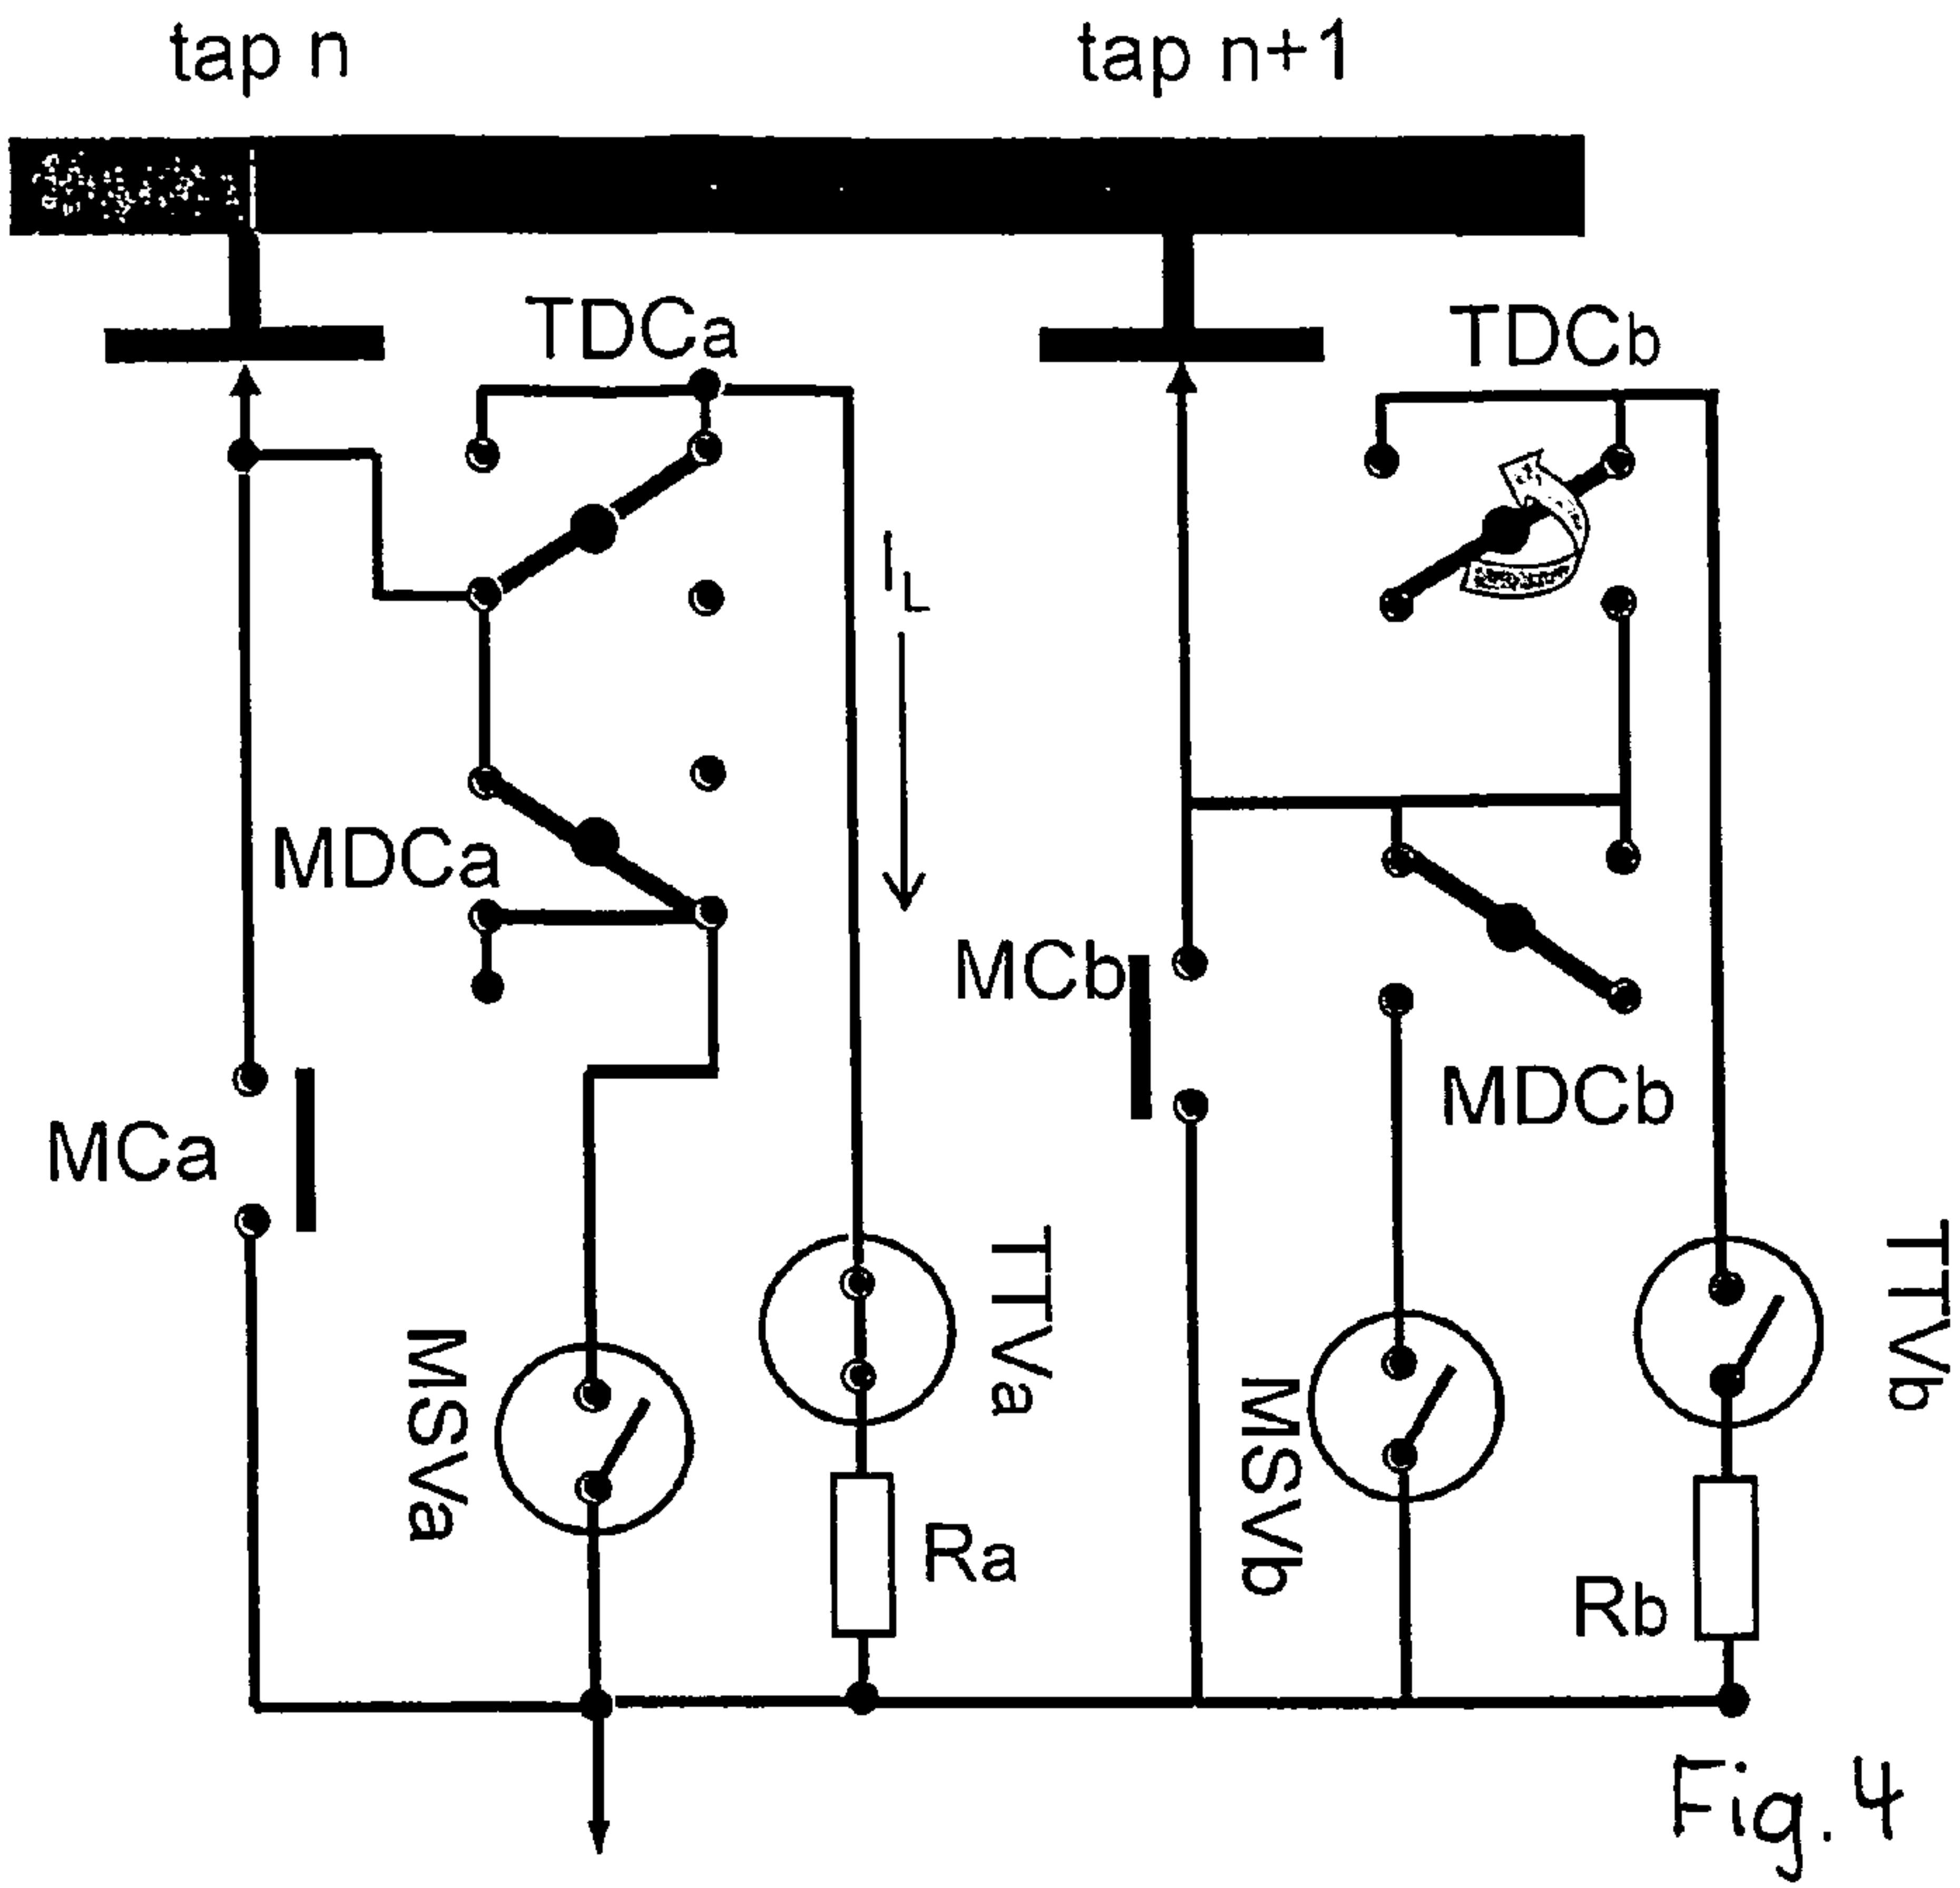 tap n
tap n+1
TDCa
TDCb
IL
MDCa
MCb
MDCb
MCa
TTVa
TTVb
MSVa
MSVb
Ra
Rb
Fig.4